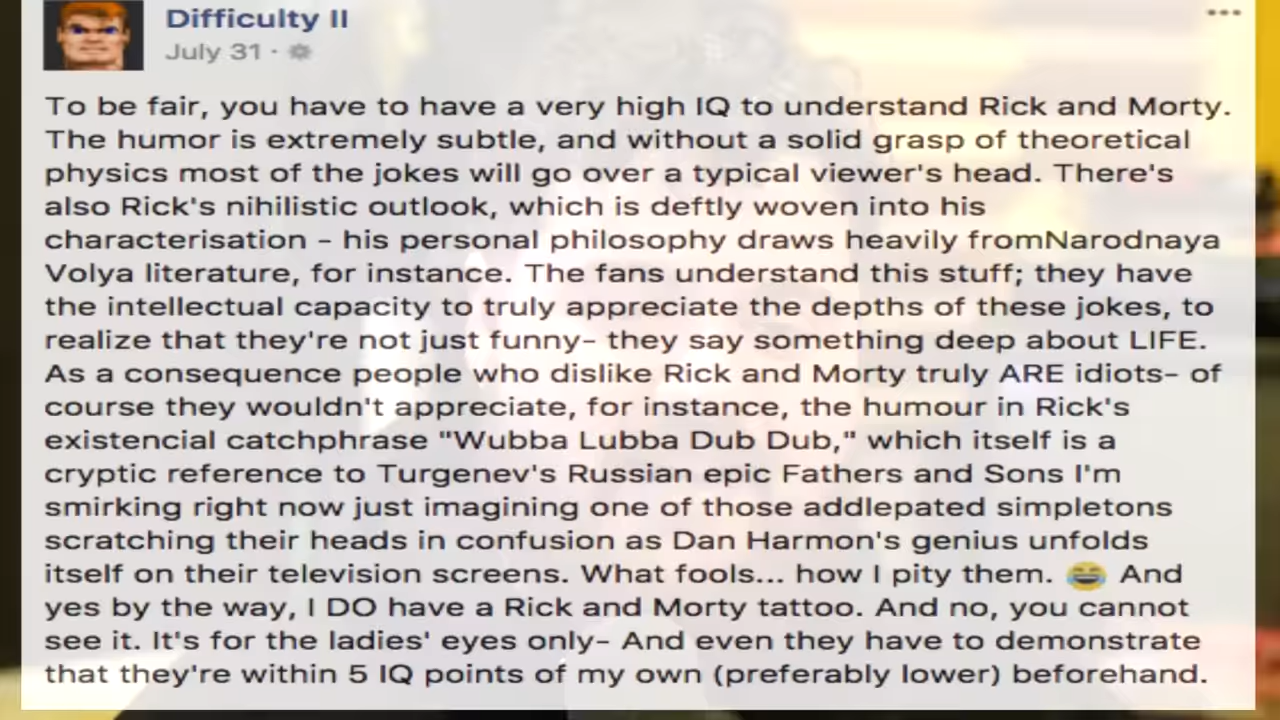 Difficulty II
July 31 ·
To be fair, you have to have a very high IQ to understand Rick and Morty.
The humor is extremely subtle, and without a solid grasp of theoretical
physics most of the jokes will go over a typical viewer's head. There's
also Rick's nihilistic outlook, which is deftly woven into his
characterisation - his personal philosophy draws heavily fromNarodnaya
Volya literature, for instance. The fans understand this stuff; they have
the intellectual capacity to truly appreciate the depths of these jokes, to
realize that they're not just funny- they say something deep about LIFE.
As a consequence people who dislike Rick and Morty truly ARE idiots- of
course they wouldn't appreciate, for instance, the humour in Rick's
existencial catchphrase "Wubba Lubba Dub Dub," which itself is a
cryptic reference to Turgenev's Russian epic Fathers and Sons I'm
smirking right now just imagining one of those addlepated simpletons
scratching their heads in confusion as Dan Harmon's genius unfolds
itself on their television screens. What fools... how I pity them. 😂 And
yes by the way, I DO have a Rick and Morty tattoo. And no, you cannot
see it. It's for the ladies' eyes only- And even they have to demonstrate
that they're within 5 IQ points of my own (preferably lower) beforehand.